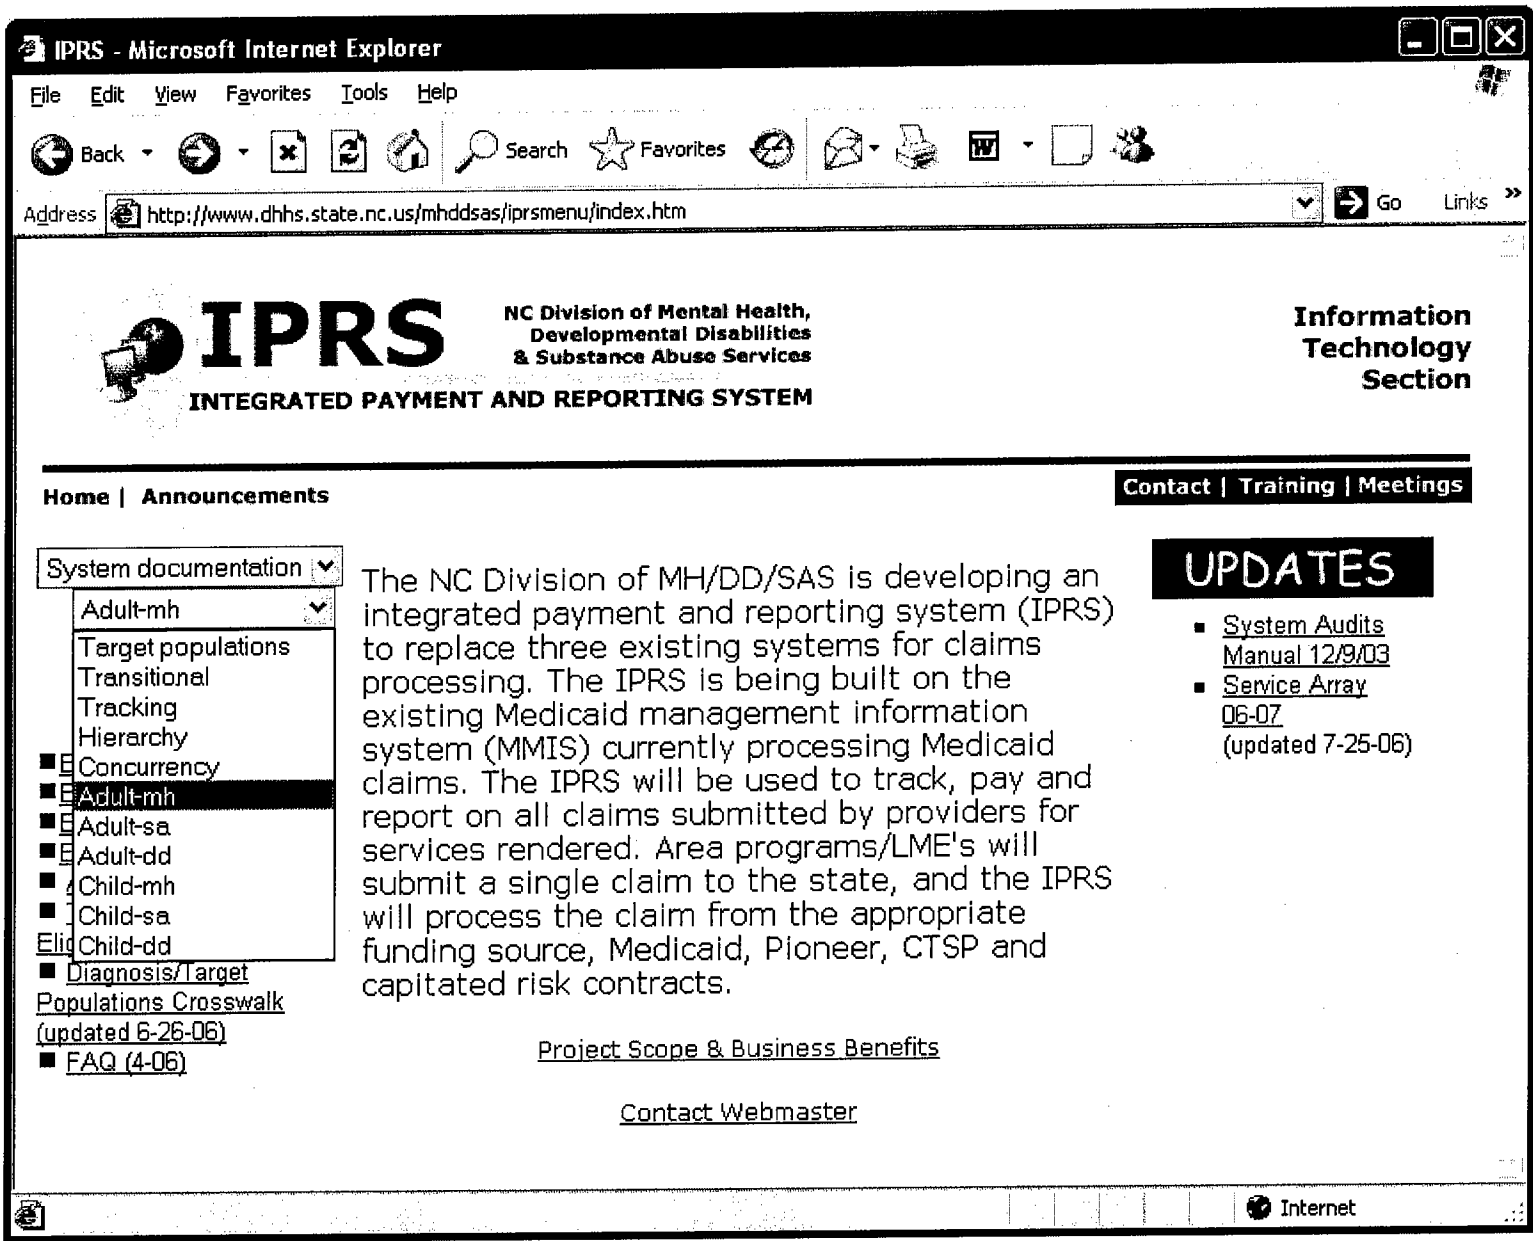 IPRS - Microsoft Internet Explorer
File Edit View Favorites Tools Help
Back Search Favorites
Address http://www.dhhs.state.nc.us/mhddsas/iprsmenu/index.htm Go Links »
IPRS
NC Division of Mental Health,
Developmental Disabilities
& Substance Abuse Services
INTEGRATED PAYMENT AND REPORTING SYSTEM
Information
Technology
Section
Home | Announcements
Contact | Training | Meetings
System documentation
Adult-mh
Target populations
Transitional
Tracking
Hierarchy
Concurrency
Adult-mh
Adult-sa
Adult-dd
Child-mh
Child-sa
Child-dd
Diagnosis/Target
Populations Crosswalk
(updated 6-26-06)
FAQ (4-06)
The NC Division of MH/DD/SAS is developing an
integrated payment and reporting system (IPRS)
to replace three existing systems for claims
processing. The IPRS is being built on the
existing Medicaid management information
system (MMIS) currently processing Medicaid
claims. The IPRS will be used to track, pay and
report on all claims submitted by providers for
services rendered. Area programs/LME's will
submit a single claim to the state, and the IPRS
will process the claim from the appropriate
funding source, Medicaid, Pioneer, CTSP and
capitated risk contracts.
Project Scope & Business Benefits
Contact Webmaster
UPDATES
System Audits
Manual 12/9/03
Service Array
06-07
(updated 7-25-06)
Internet